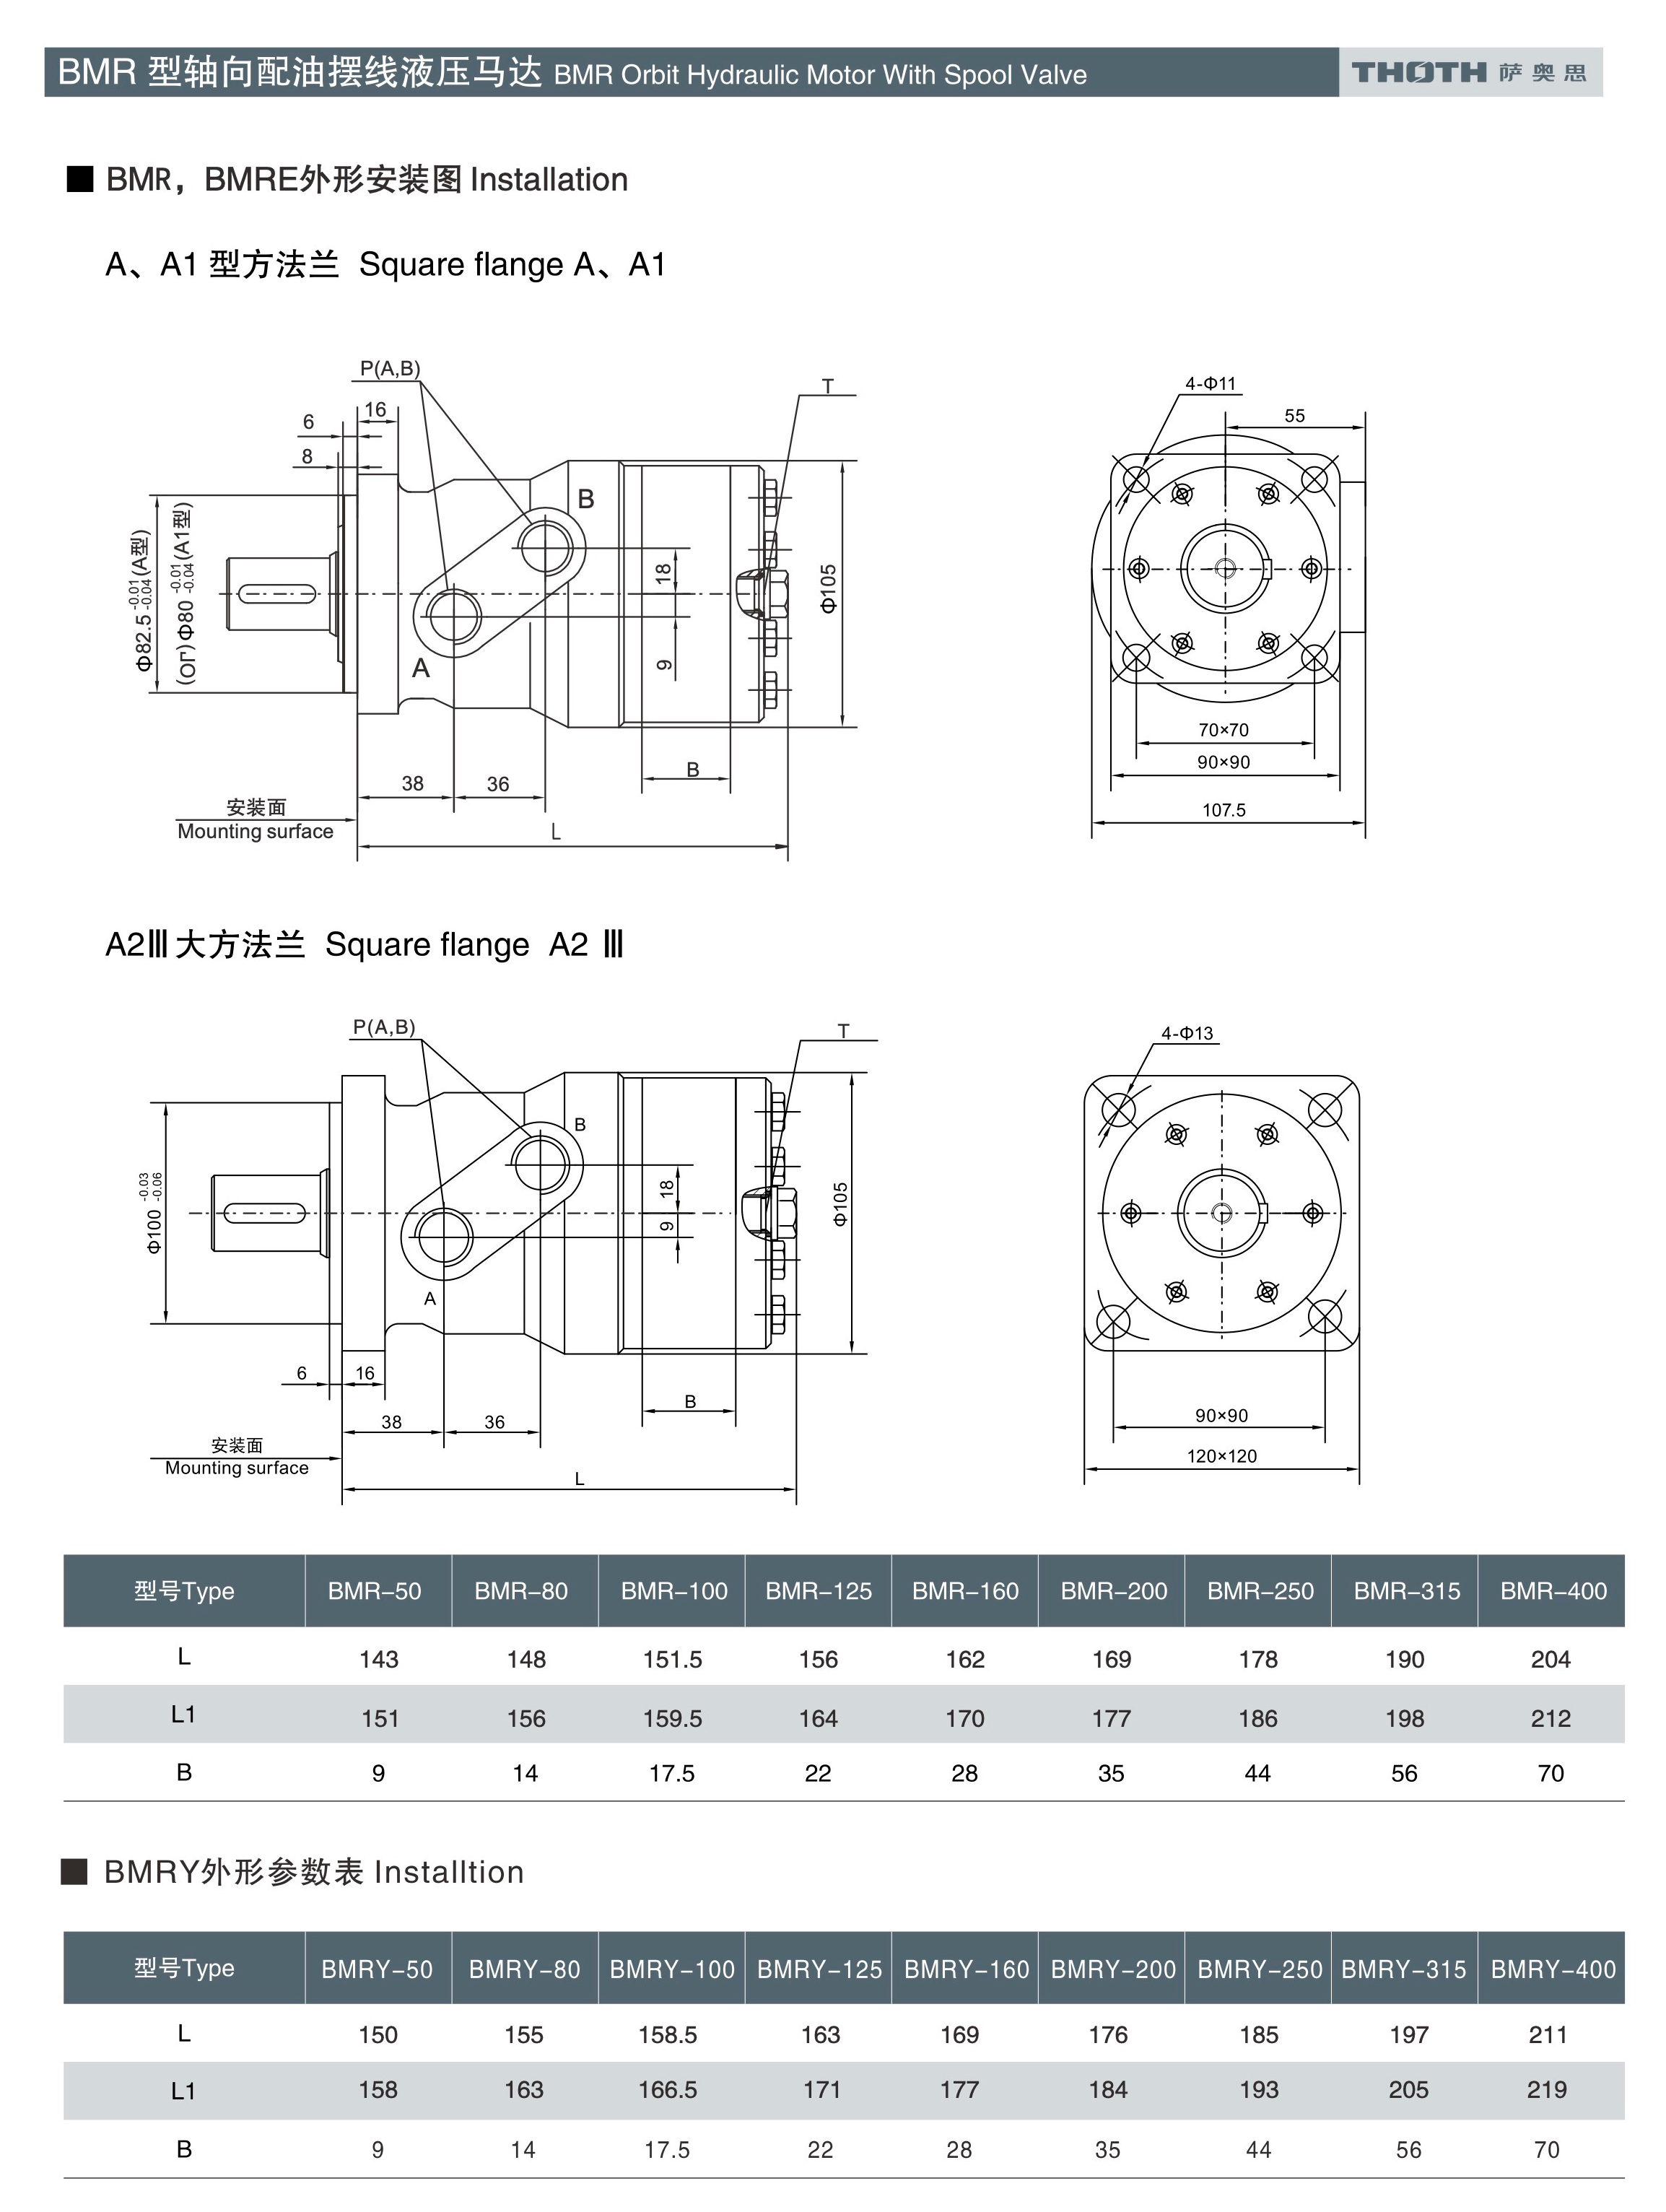 BMR 型轴向配油摆线液压马达 BMR Orbit Hydraulic Motor With Spool Valve
THOTH 萨奥思
■ BMR，BMRE外形安装图 Installation
A、A1 型方法兰 Square flange A、A1
P(A,B)
T
16
6
8
B
A
Φ82.5 -0.01 -0.04 (A型)
(OГ) Φ80 -0.01 -0.04 (A1型)
18
9
Φ105
38
36
B
安装面
Mounting surface
L
4-Φ11
55
70×70
90×90
107.5
A2Ⅲ 大方法兰 Square flange A2 Ⅲ
P(A,B)
T
B
A
Φ100 -0.03 -0.06
18
9
Φ105
6
16
38
36
B
安装面
Mounting surface
L
4-Φ13
90×90
120×120
型号Type BMR-50 BMR-80 BMR-100 BMR-125 BMR-160 BMR-200 BMR-250 BMR-315 BMR-400
L 143 148 151.5 156 162 169 178 190 204
L1 151 156 159.5 164 170 177 186 198 212
B 9 14 17.5 22 28 35 44 56 70
■ BMRY外形参数表 Installtion
型号Type BMRY-50 BMRY-80 BMRY-100 BMRY-125 BMRY-160 BMRY-200 BMRY-250 BMRY-315 BMRY-400
L 150 155 158.5 163 169 176 185 197 211
L1 158 163 166.5 171 177 184 193 205 219
B 9 14 17.5 22 28 35 44 56 70